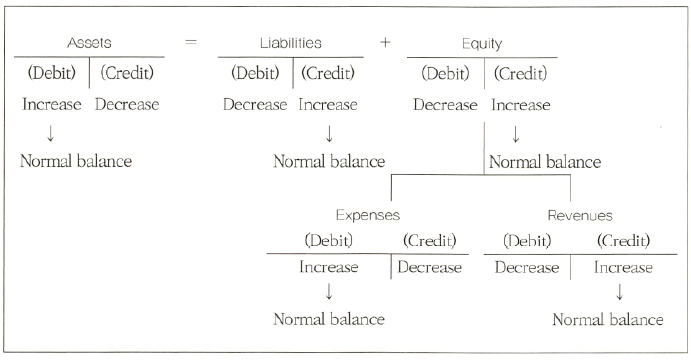 Assets = Liabilities + Equity
(Debit) (Credit) (Debit) (Credit) (Debit) (Credit)
Increase Decrease Decrease Increase Decrease Increase
↓ ↓ ↓
Normal balance Normal balance Normal balance
Expenses Revenues
(Debit) (Credit) (Debit) (Credit)
Increase Decrease Decrease Increase
↓ ↓
Normal balance Normal balance